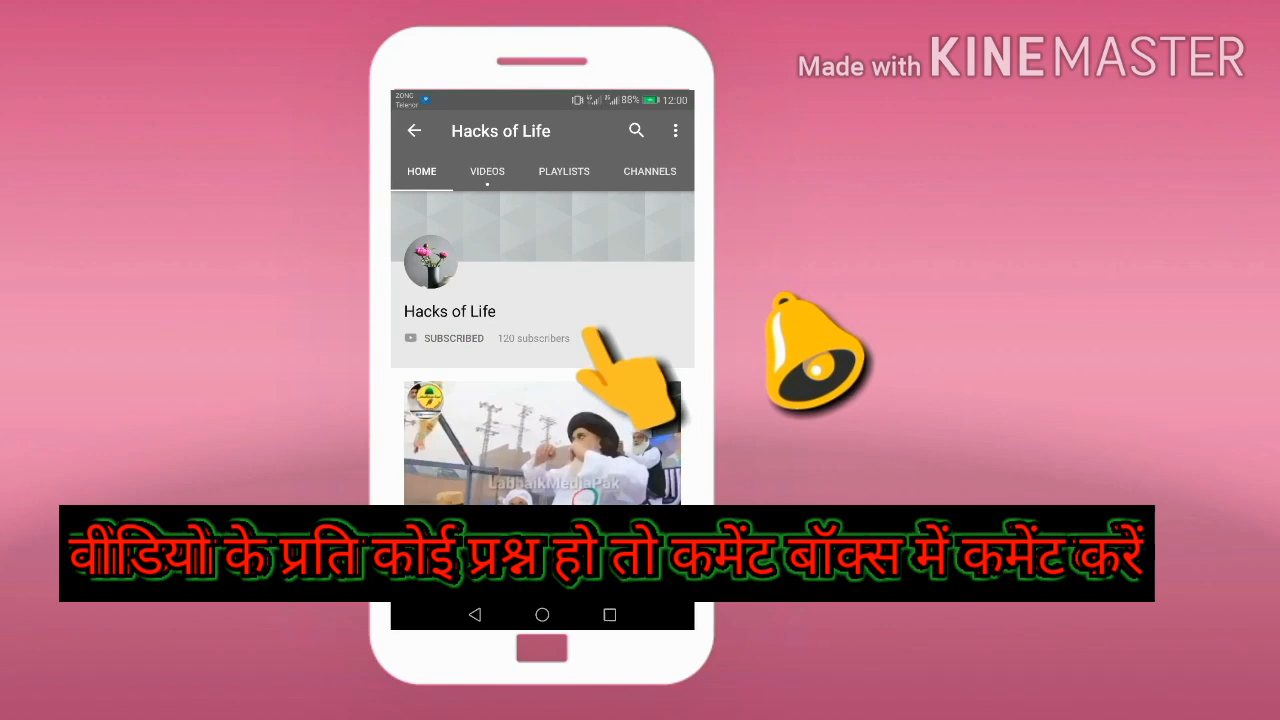 Made with KINEMASTER
ZONG
Telenor
88% 12:00
Hacks of Life
HOME VIDEOS PLAYLISTS CHANNELS
Hacks of Life
SUBSCRIBED 120 subscribers
LabbaikMediaPak
वीडियो के प्रति कोई प्रश्न हो तो कमेंट बॉक्स में कमेंट करें